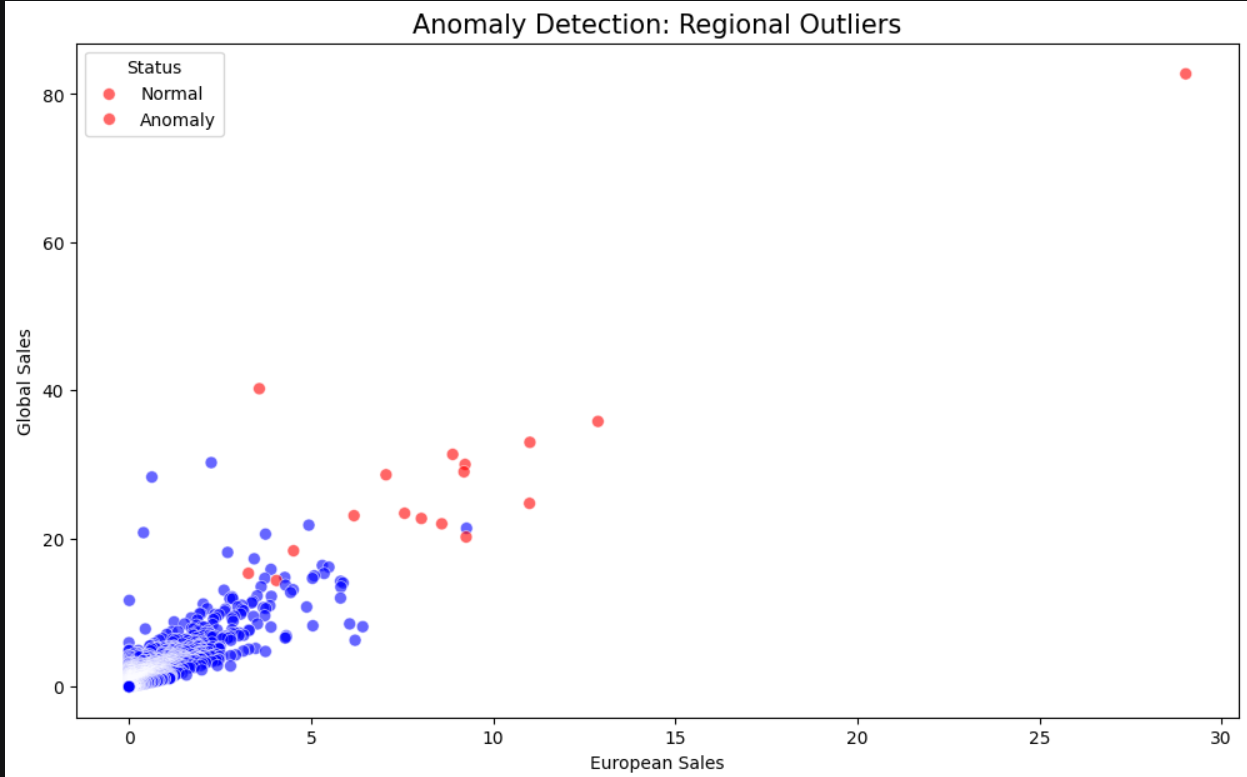 Anomaly Detection: Regional Outliers
Status
Normal
Anomaly
80
60
40
20
0
Global Sales
0 5 10 15 20 25 30
European Sales